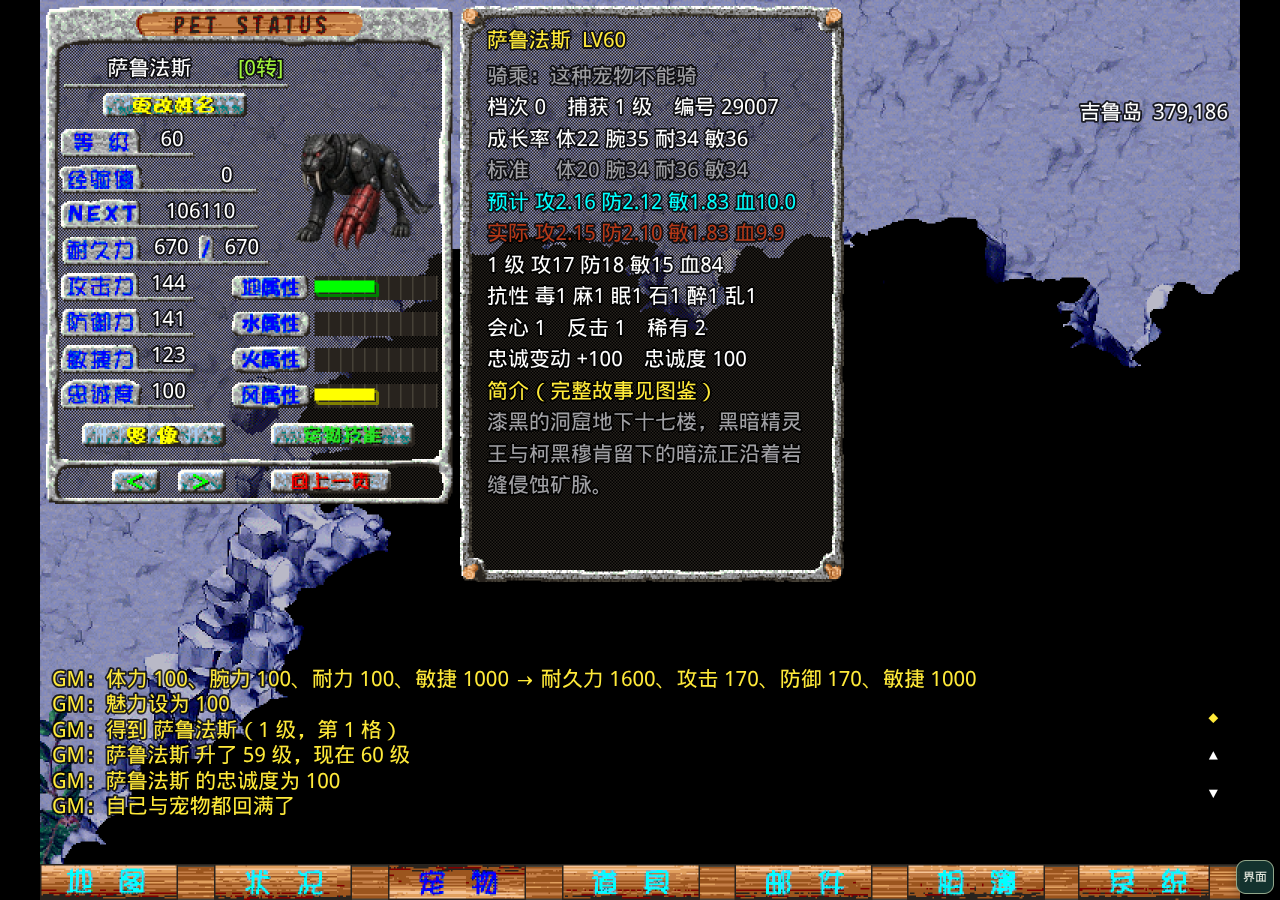 PET STATUS
萨鲁法斯 [0转]
更改姓名
等级 60
经验值 0
NEXT 106110
耐久力 670 / 670
攻击力 144
防御力 141
敏捷力 123
忠诚度 100
地属性
水属性
火属性
风属性
影像
宠物技能
< >
回上一页
萨鲁法斯 LV60
骑乘：这种宠物不能骑
档次 0 捕获 1 级 编号 29007
成长率 体22 腕35 耐34 敏36
标准 体20 腕34 耐36 敏34
预计 攻2.16 防2.12 敏1.83 血10.0
实际 攻2.15 防2.10 敏1.83 血9.9
1 级 攻17 防18 敏15 血84
抗性 毒1 麻1 眠1 石1 醉1 乱1
会心 1 反击 1 稀有 2
忠诚变动 +100 忠诚度 100
简介（完整故事见图鉴）
漆黑的洞窟地下十七楼，黑暗精灵
王与柯黑穆肯留下的暗流正沿着岩
缝侵蚀矿脉。
吉鲁岛 379,186
GM：体力 100、腕力 100、耐力 100、敏捷 1000 → 耐久力 1600、攻击 170、防御 170、敏捷 1000
GM：魅力设为 100
GM：得到 萨鲁法斯（1 级，第 1 格）
GM：萨鲁法斯 升了 59 级，现在 60 级
GM：萨鲁法斯 的忠诚度为 100
GM：自己与宠物都回满了
地图 状况 宠物 道具 邮件 相簿 系统
界面